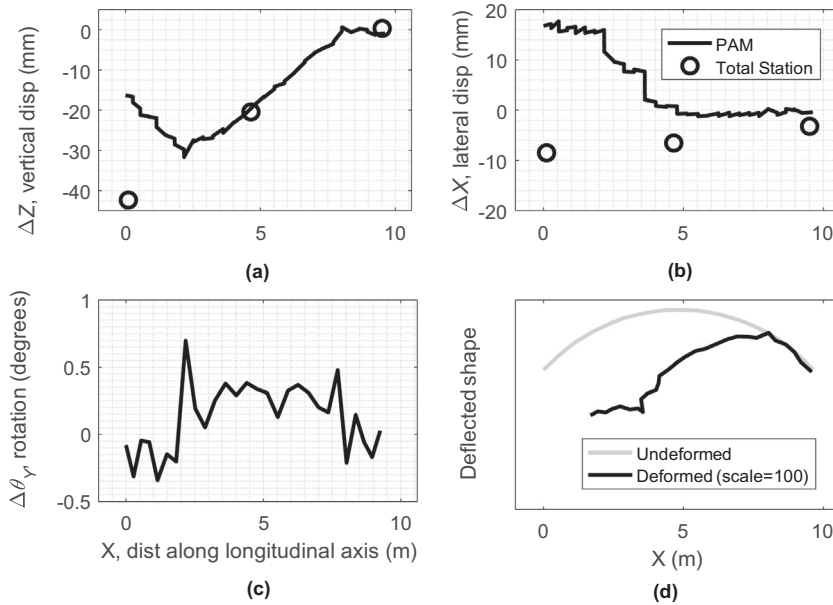 ΔZ, vertical disp (mm)
0
-10
-20
-30
-40
0
5
10
(a)
ΔX, lateral disp (mm)
20
10
0
-10
-20
PAM
Total Station
0
5
10
(b)
Δθ_Y, rotation (degrees)
1
0.5
0
-0.5
0
5
10
X, dist along longitudinal axis (m)
(c)
Deflected shape
Undeformed
Deformed (scale=100)
0
5
10
X (m)
(d)